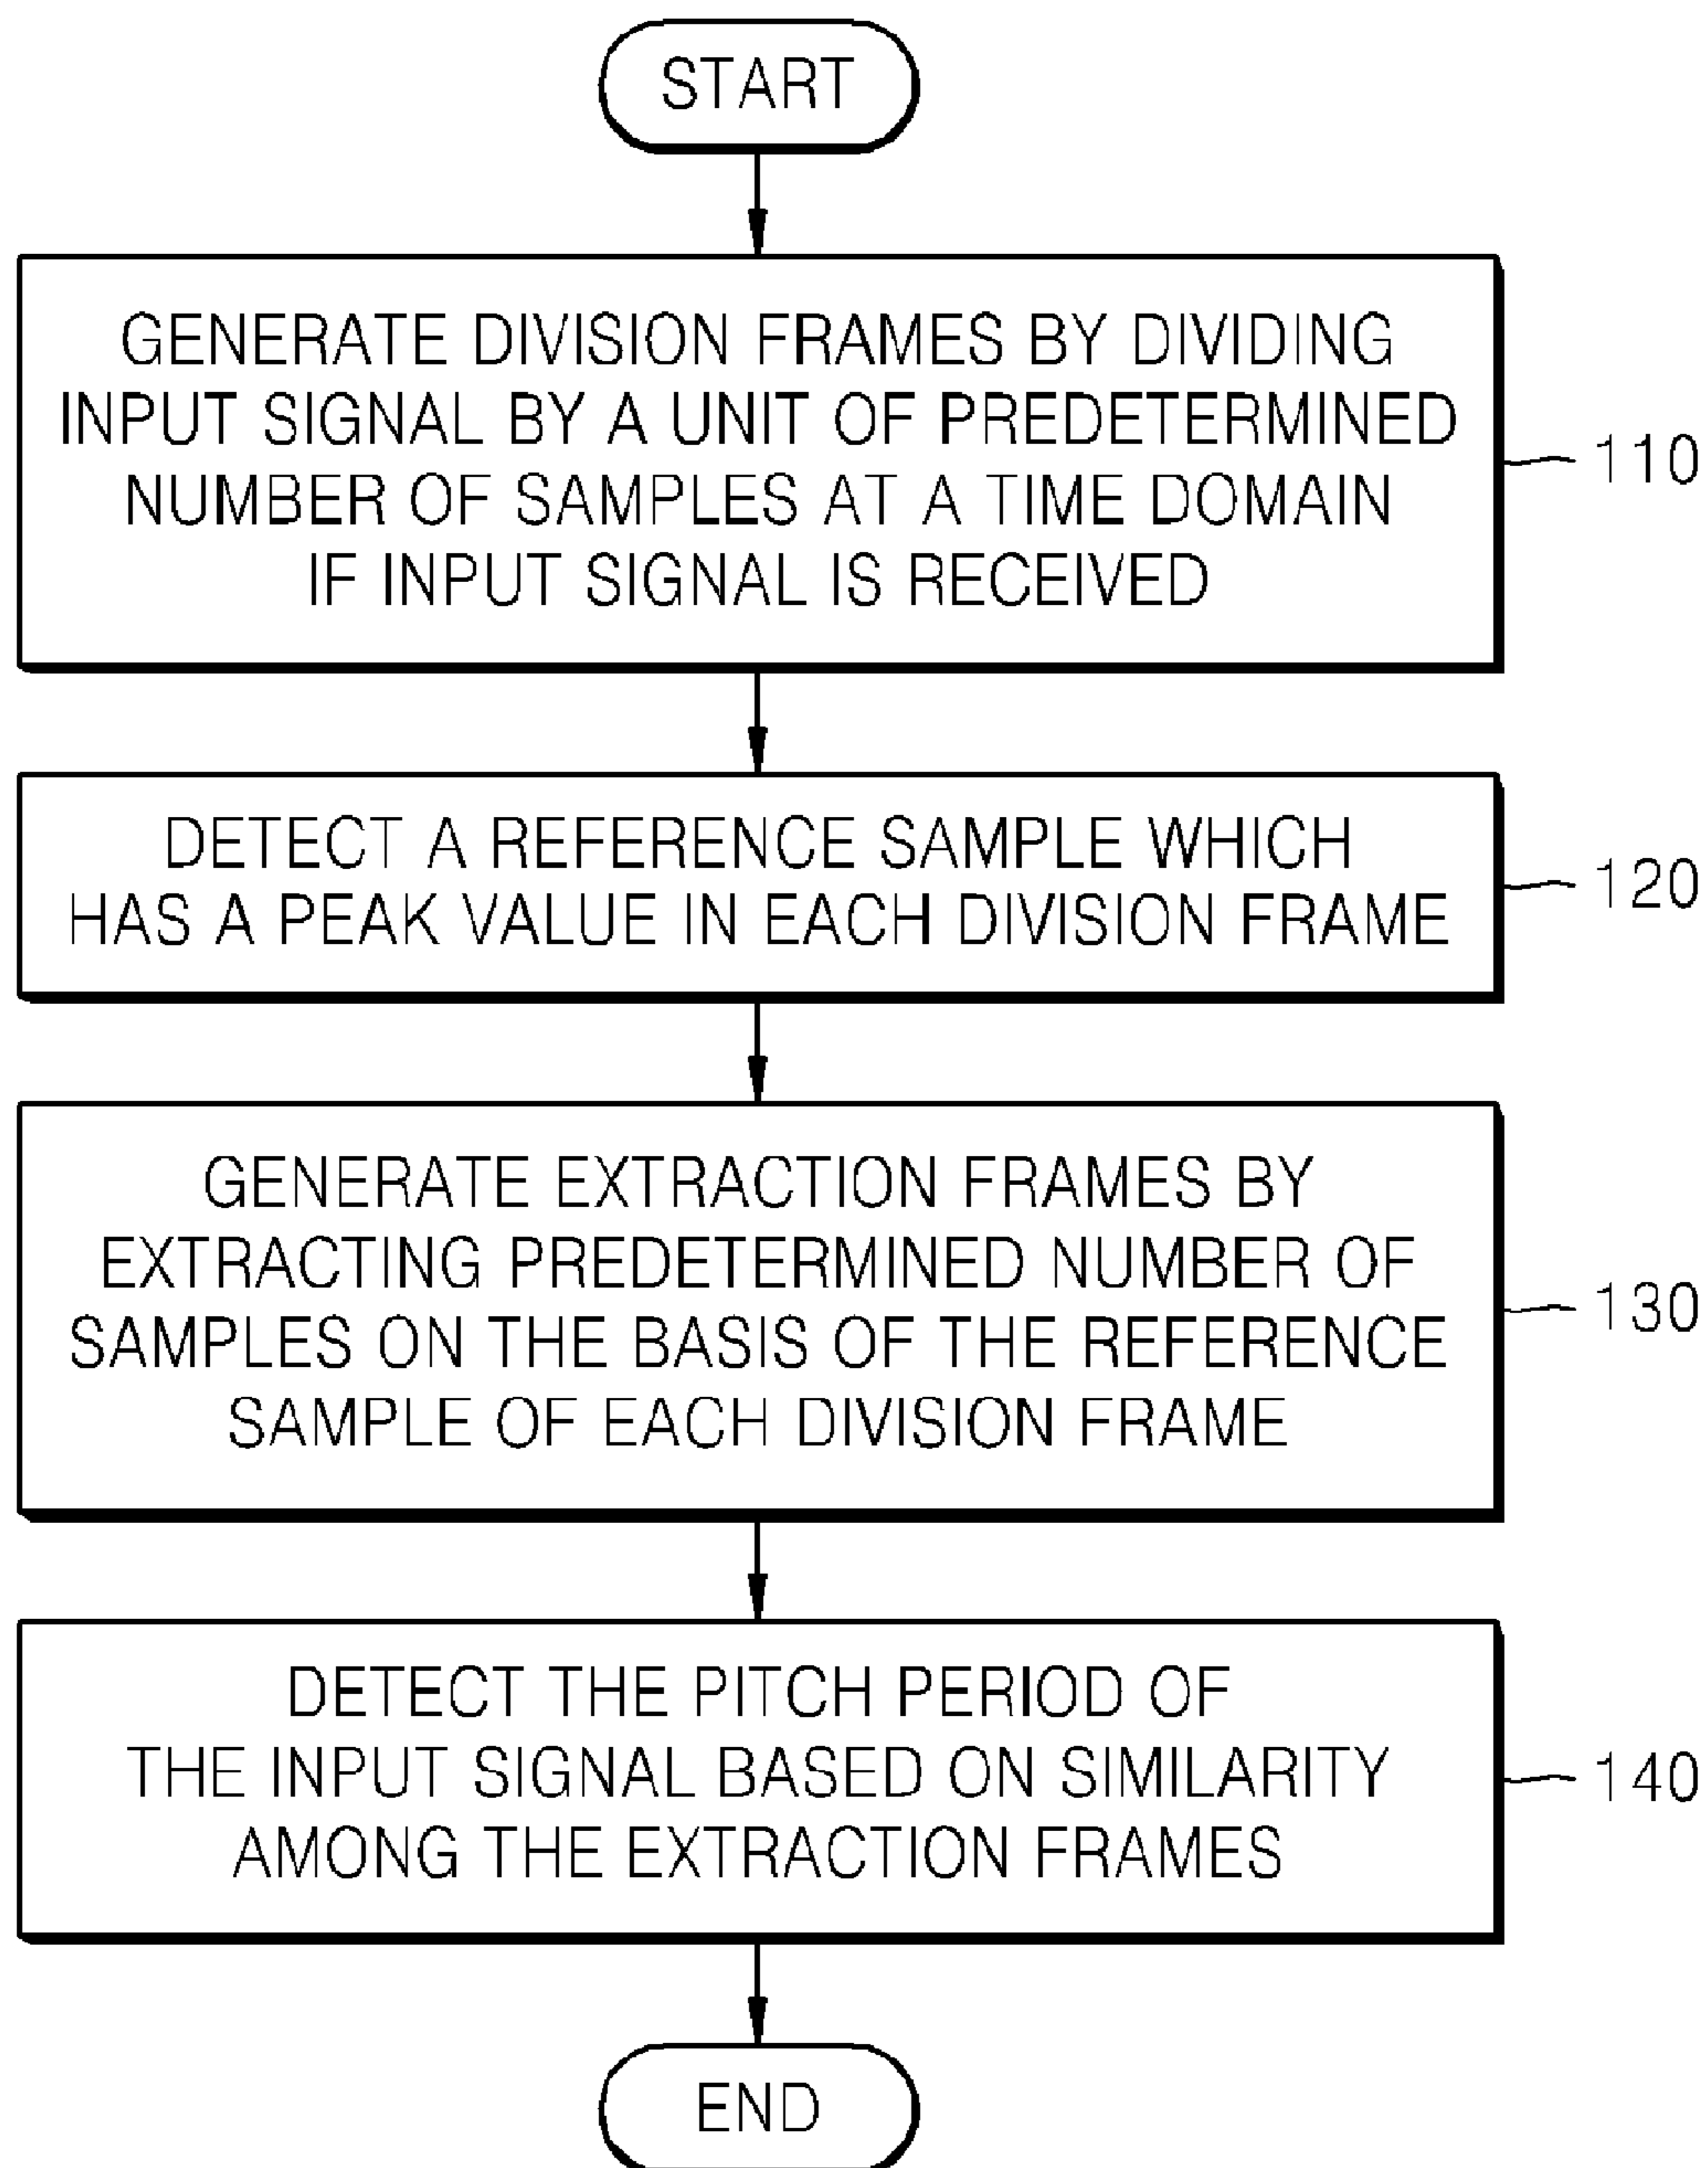 START
GENERATE DIVISION FRAMES BY DIVIDING
INPUT SIGNAL BY A UNIT OF PREDETERMINED
NUMBER OF SAMPLES AT A TIME DOMAIN
IF INPUT SIGNAL IS RECEIVED
110
DETECT A REFERENCE SAMPLE WHICH
HAS A PEAK VALUE IN EACH DIVISION FRAME
120
GENERATE EXTRACTION FRAMES BY
EXTRACTING PREDETERMINED NUMBER OF
SAMPLES ON THE BASIS OF THE REFERENCE
SAMPLE OF EACH DIVISION FRAME
130
DETECT THE PITCH PERIOD OF
THE INPUT SIGNAL BASED ON SIMILARITY
AMONG THE EXTRACTION FRAMES
140
END